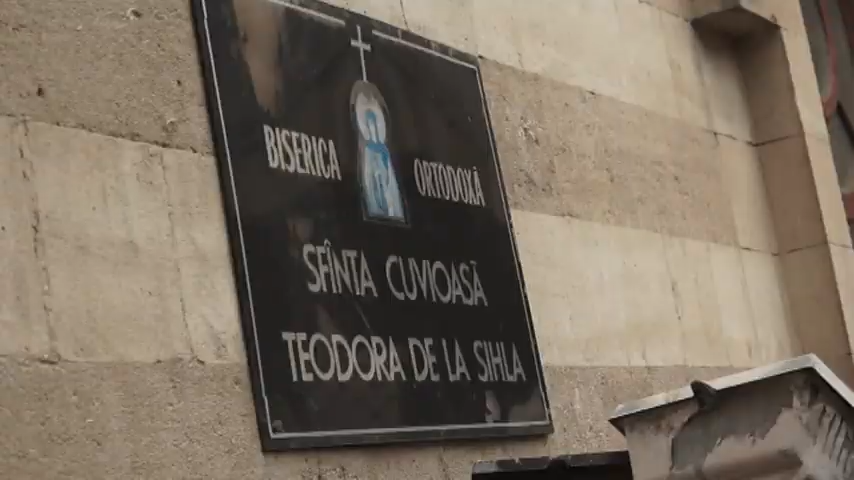 BISERICA ORTODOXĂ
SFÎNTA CUVIOASĂ
TEODORA DE LA SIHLA